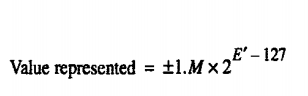 Value represented = ±1.M × 2^{E′ − 127}